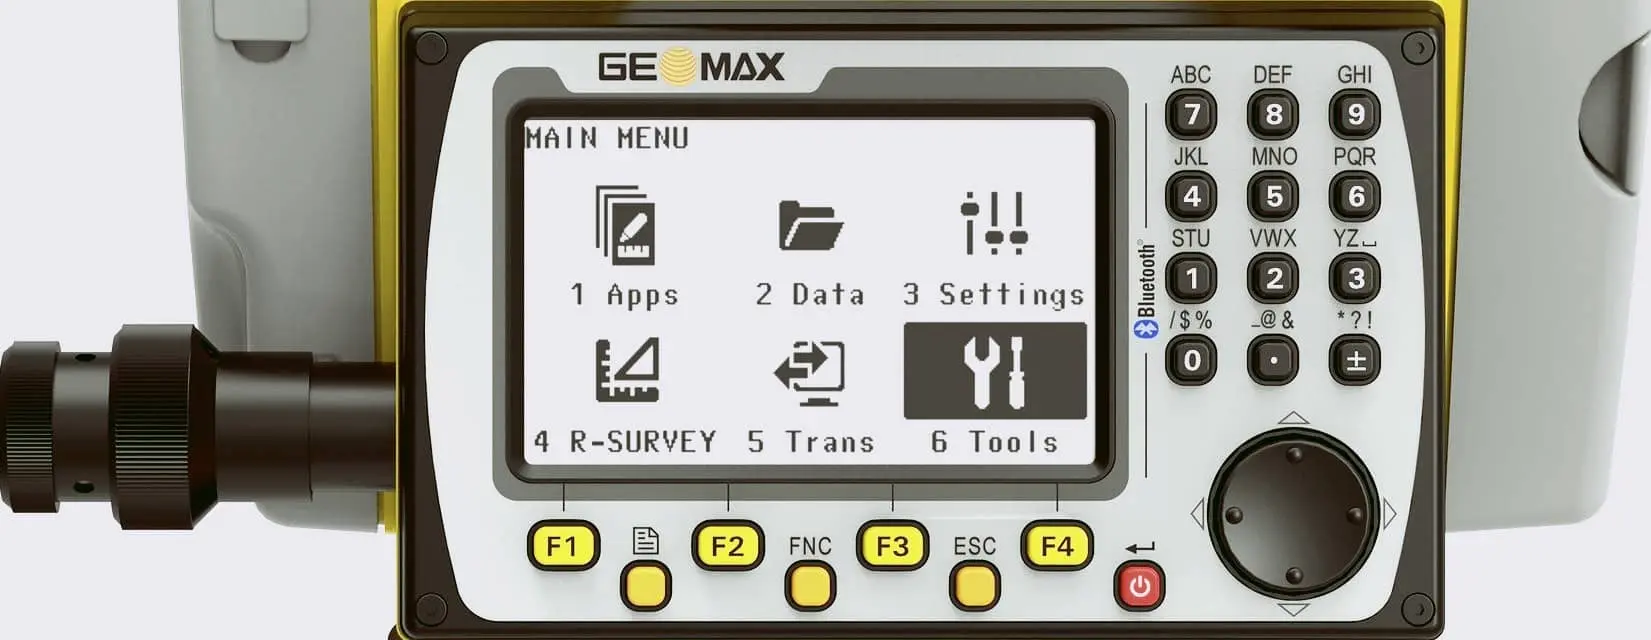 GEOMAX
MAIN MENU
1 Apps
2 Data
3 Settings
4 R-SURVEY
5 Trans
6 Tools
Bluetooth®
ABC DEF GHI
7 8 9
JKL MNO PQR
4 5 6
STU VWX YZ⎵
1 2 3
/$% _@& *?!
0 . ±
F1 F2 F3 F4
FNC ESC